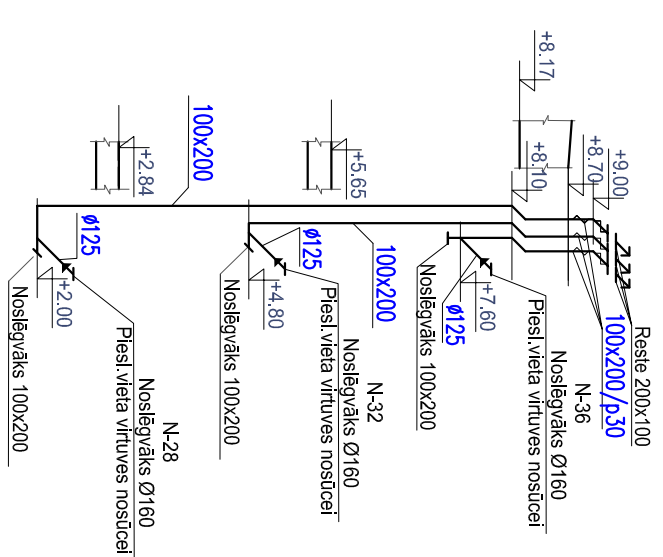 Reste 200x100
100x200/p30
+9.00
+8.70
+8.17
+8.10
N-36
Noslēgvāks Ø160
Piesl.vieta virtuves nosūcei
+7.60
ø125
Noslēgvāks 100x200
100x200
+5.65
N-32
Noslēgvāks Ø160
Piesl.vieta virtuves nosūcei
ø125
+4.80
Noslēgvāks 100x200
100x200
+2.84
N-28
Noslēgvāks Ø160
Piesl.vieta virtuves nosūcei
ø125
+2.00
Noslēgvāks 100x200